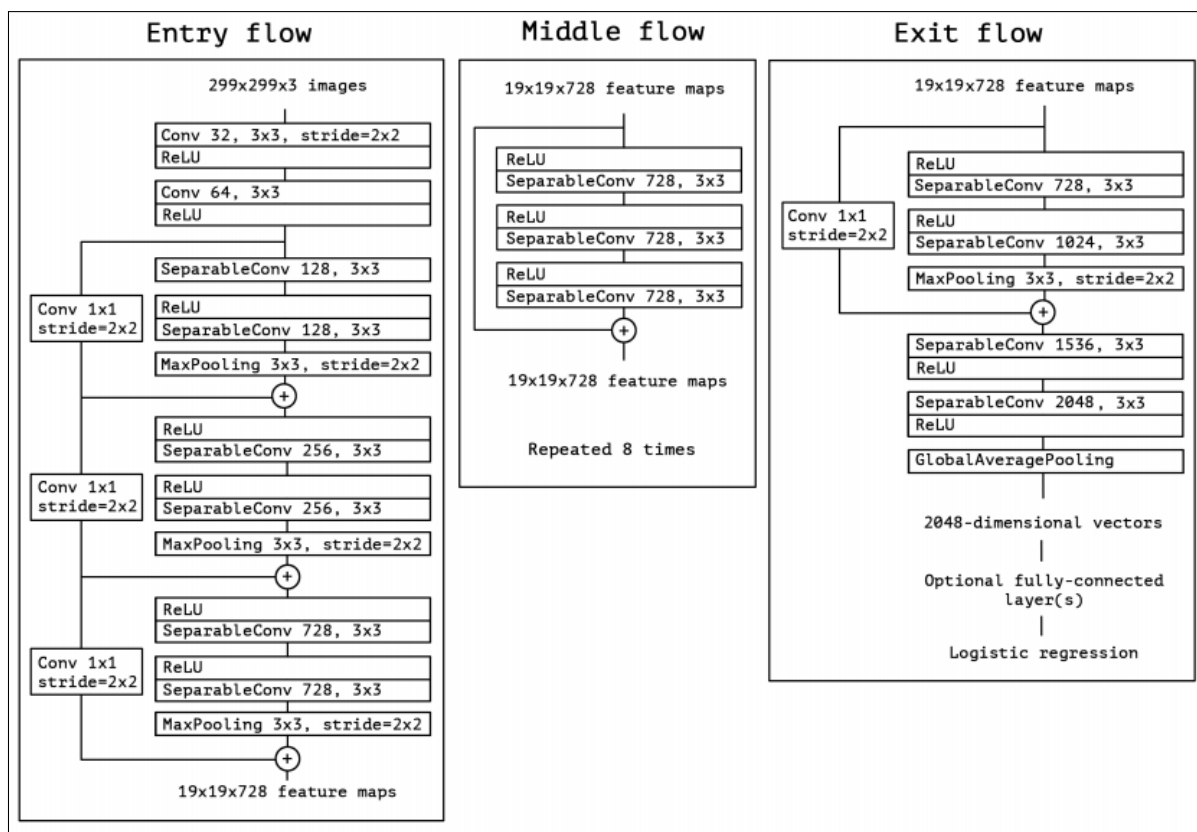 Entry flow
299x299x3 images
Conv 32, 3x3, stride=2x2
ReLU
Conv 64, 3x3
ReLU
SeparableConv 128, 3x3
Conv 1x1
stride=2x2
ReLU
SeparableConv 128, 3x3
MaxPooling 3x3, stride=2x2
+
ReLU
SeparableConv 256, 3x3
Conv 1x1
stride=2x2
ReLU
SeparableConv 256, 3x3
MaxPooling 3x3, stride=2x2
+
ReLU
SeparableConv 728, 3x3
Conv 1x1
stride=2x2
ReLU
SeparableConv 728, 3x3
MaxPooling 3x3, stride=2x2
+
19x19x728 feature maps
Middle flow
19x19x728 feature maps
ReLU
SeparableConv 728, 3x3
ReLU
SeparableConv 728, 3x3
ReLU
SeparableConv 728, 3x3
+
19x19x728 feature maps
Repeated 8 times
Exit flow
19x19x728 feature maps
ReLU
SeparableConv 728, 3x3
Conv 1x1
stride=2x2
ReLU
SeparableConv 1024, 3x3
MaxPooling 3x3, stride=2x2
+
SeparableConv 1536, 3x3
ReLU
SeparableConv 2048, 3x3
ReLU
GlobalAveragePooling
2048-dimensional vectors
Optional fully-connected
layer(s)
Logistic regression